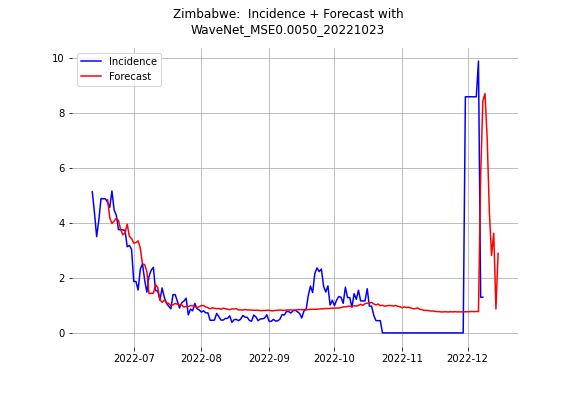 Zimbabwe:  Incidence + Forecast with
WaveNet_MSE0.0050_20221023
Incidence
Forecast
10
8
6
4
2
0
2022-07 2022-08 2022-09 2022-10 2022-11 2022-12